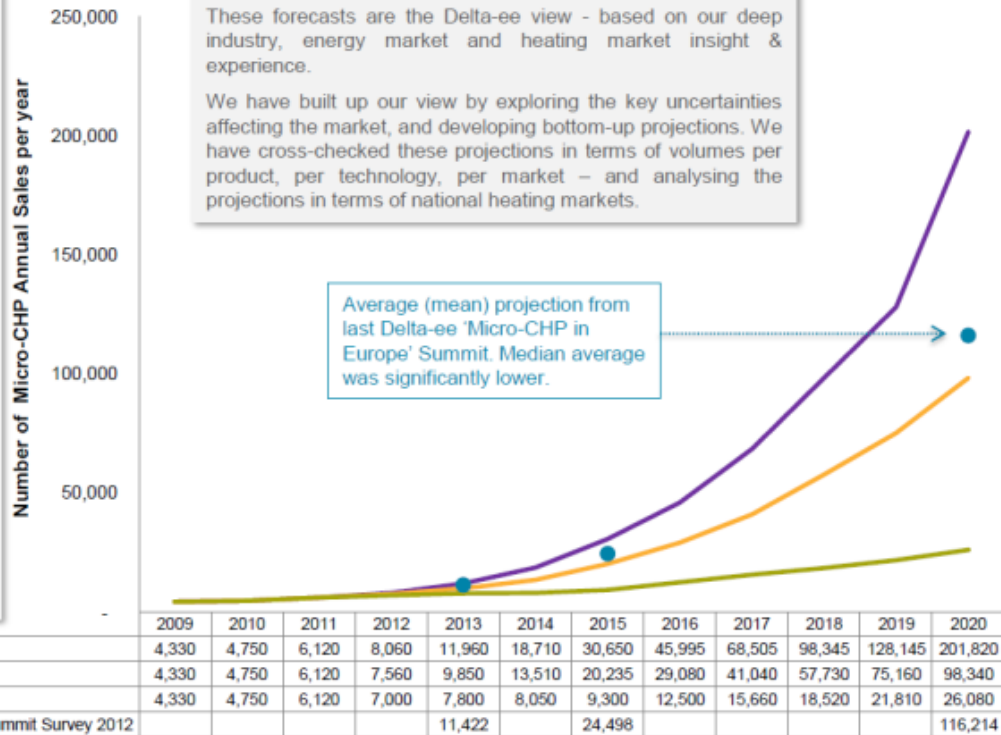 250,000
These forecasts are the Delta-ee view - based on our deep
industry, energy market and heating market insight &
experience.
We have built up our view by exploring the key uncertainties
affecting the market, and developing bottom-up projections. We
have cross-checked these projections in terms of volumes per
product, per technology, per market – and analysing the
projections in terms of national heating markets.
Number of Micro-CHP Annual Sales per year
200,000
150,000
Average (mean) projection from
last Delta-ee 'Micro-CHP in
Europe' Summit. Median average
was significantly lower.
100,000
50,000
-
2009 2010 2011 2012 2013 2014 2015 2016 2017 2018 2019 2020
4,330 4,750 6,120 8,060 11,960 18,710 30,650 45,995 68,505 98,345 128,145 201,820
4,330 4,750 6,120 7,560 9,850 13,510 20,235 29,080 41,040 57,730 75,160 98,340
4,330 4,750 6,120 7,000 7,800 8,050 9,300 12,500 15,660 18,520 21,810 26,080
Survey 2012 11,422 24,498 116,214